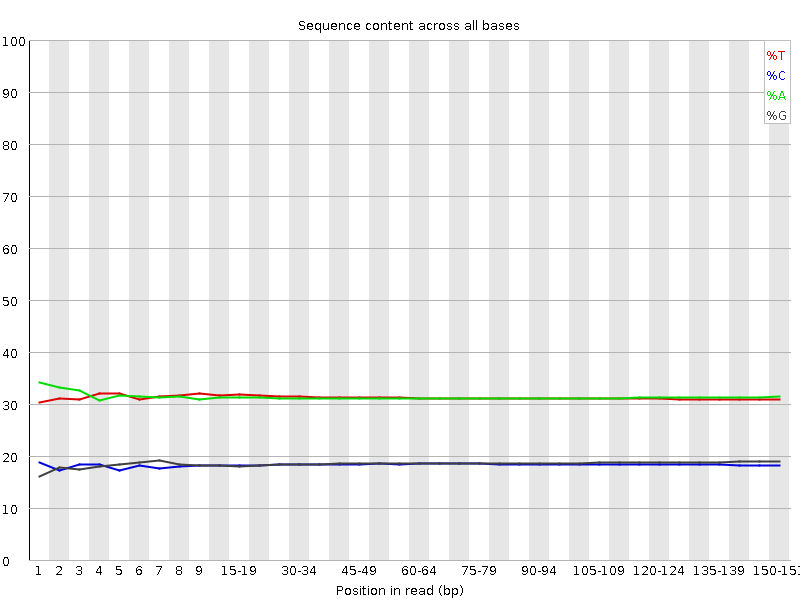 Sequence content across all bases
100
90
80
70
60
50
40
30
20
10
0
%T
%C
%A
%G
1 2 3 4 5 6 7 8 9 15-19 30-34 45-49 60-64 75-79 90-94 105-109 120-124 135-139 150-151
Position in read (bp)